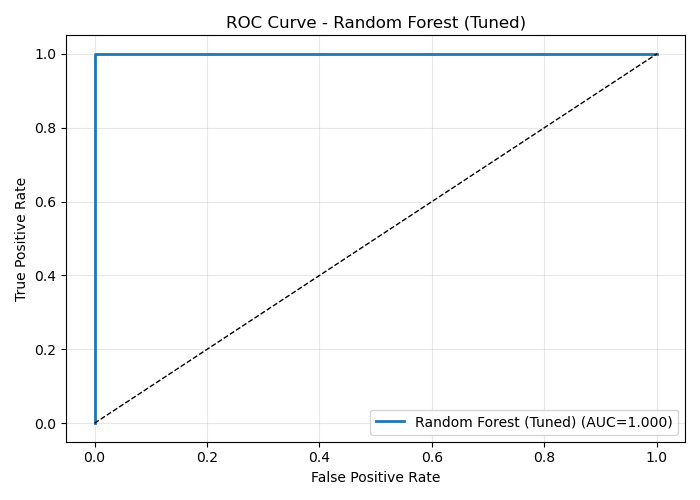 ROC Curve - Random Forest (Tuned)
True Positive Rate
1.0
0.8
0.6
0.4
0.2
0.0
Random Forest (Tuned) (AUC=1.000)
0.0 0.2 0.4 0.6 0.8 1.0
False Positive Rate